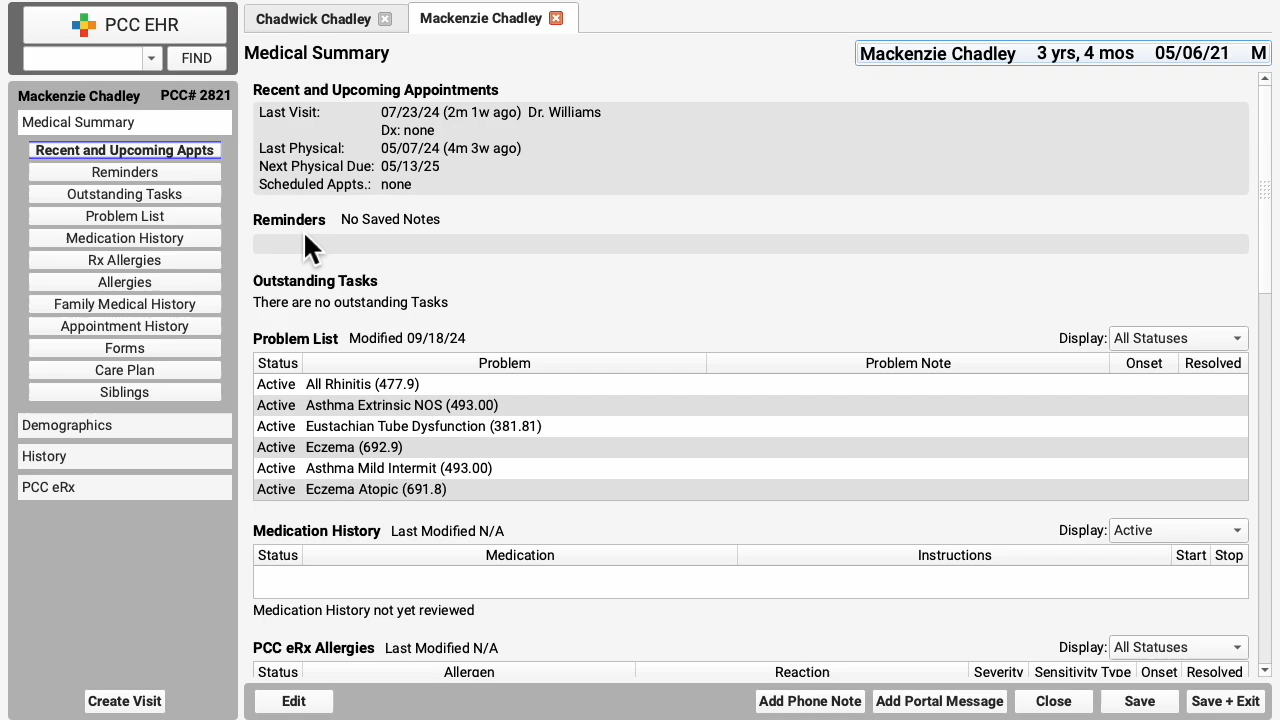 PCC EHR
FIND
Chadwick Chadley
Mackenzie Chadley
Medical Summary
Mackenzie Chadley 3 yrs, 4 mos 05/06/21 M
Mackenzie Chadley PCC# 2821
Medical Summary
Recent and Upcoming Appts
Reminders
Outstanding Tasks
Problem List
Medication History
Rx Allergies
Allergies
Family Medical History
Appointment History
Forms
Care Plan
Siblings
Demographics
History
PCC eRx
Create Visit
Recent and Upcoming Appointments
Last Visit: 07/23/24 (2m 1w ago) Dr. Williams
Dx: none
Last Physical: 05/07/24 (4m 3w ago)
Next Physical Due: 05/13/25
Scheduled Appts.: none
Reminders No Saved Notes
Outstanding Tasks
There are no outstanding Tasks
Problem List Modified 09/18/24 Display: All Statuses
Status Problem Problem Note Onset Resolved
Active All Rhinitis (477.9)
Active Asthma Extrinsic NOS (493.00)
Active Eustachian Tube Dysfunction (381.81)
Active Eczema (692.9)
Active Asthma Mild Intermit (493.00)
Active Eczema Atopic (691.8)
Medication History Last Modified N/A Display: Active
Status Medication Instructions Start Stop
Medication History not yet reviewed
PCC eRx Allergies Last Modified N/A Display: All Statuses
Status Allergen Reaction Severity Sensitivity Type Onset Resolved
Edit Add Phone Note Add Portal Message Close Save Save + Exit